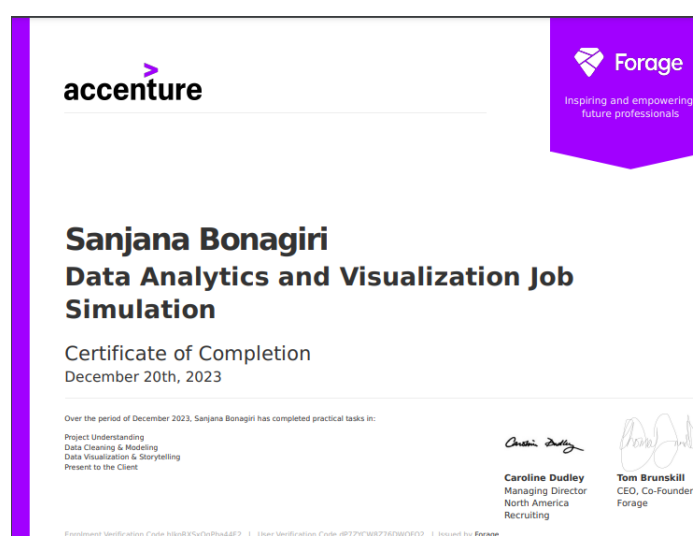 accenture
Forage
Inspiring and empowering
future professionals
Sanjana Bonagiri
Data Analytics and Visualization Job
Simulation
Certificate of Completion
December 20th, 2023
Over the period of December 2023, Sanjana Bonagiri has completed practical tasks in:
Project Understanding
Data Cleaning & Modeling
Data Visualization & Storytelling
Present to the Client
Caroline Dudley
Caroline Dudley
Managing Director
North America
Recruiting
Tom Brunskill
CEO, Co-Founder
Forage
Enrolment Verification Code | User Verification Code | Issued by Forage